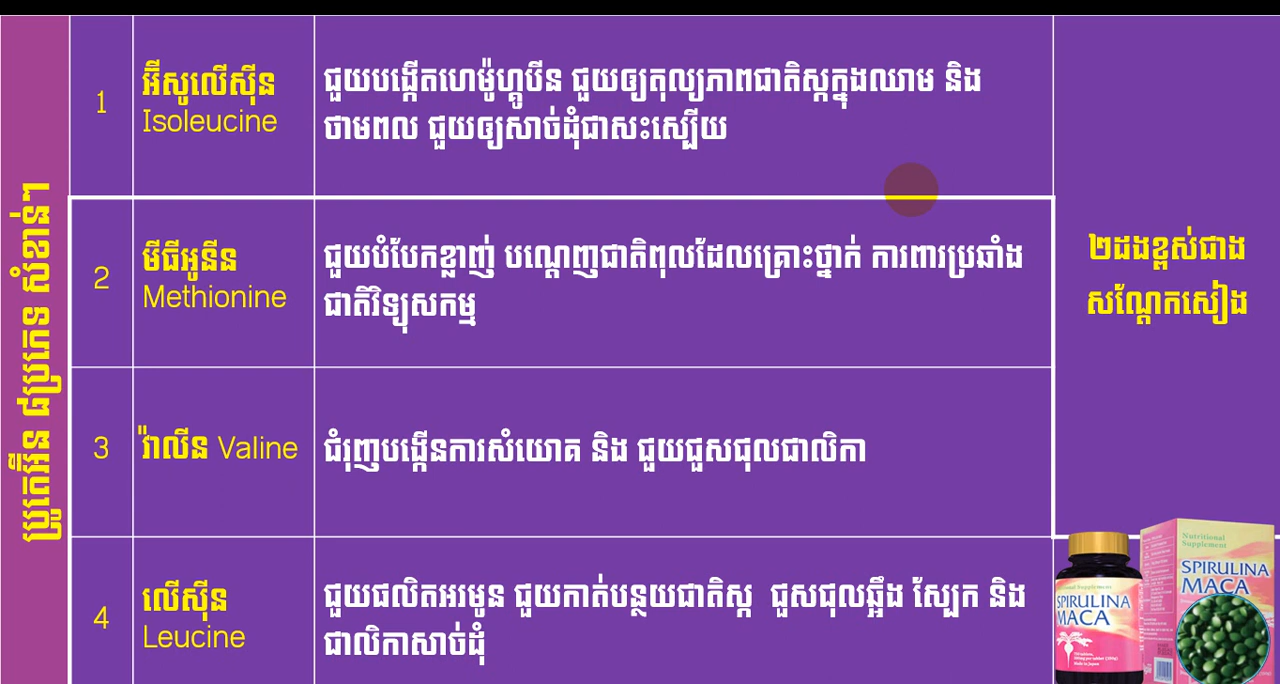 ប្រូតេអ៊ីន ៨ប្រភេទ សំខាន់ៗ
1
អ៊ីសូលើស៊ីន
Isoleucine
ជួយបង្កើតហេម៉ូហ្គូប៊ីន ជួយឲ្យតុល្យភាពជាតិស្កក្នុងឈាម និង
ថាមពល ជួយឲ្យសាច់ដុំជាសះស្បើយ
2
មីធីអូនីន
Methionine
ជួយបំបែកខ្លាញ់ បណ្តេញជាតិពុលដែលគ្រោះថ្នាក់ ការពារប្រឆាំង
ជាតិវិទ្យុសកម្ម
3
វ៉ាលីន Valine
ជំរុញបង្កើនការសំយោគ និង ជួយជួសជុលជាលិកា
4
លើស៊ីន
Leucine
ជួយផលិតអរមូន ជួយកាត់បន្ថយជាតិស្ក ជួសជុលឆ្អឹង ស្បែក និង
ជាលិកាសាច់ដុំ
២ដងខ្ពស់ជាង
សណ្តែកសៀង
SPIRULINA
MACA
Nutritional
Supplement
SPIRULINA
MACA